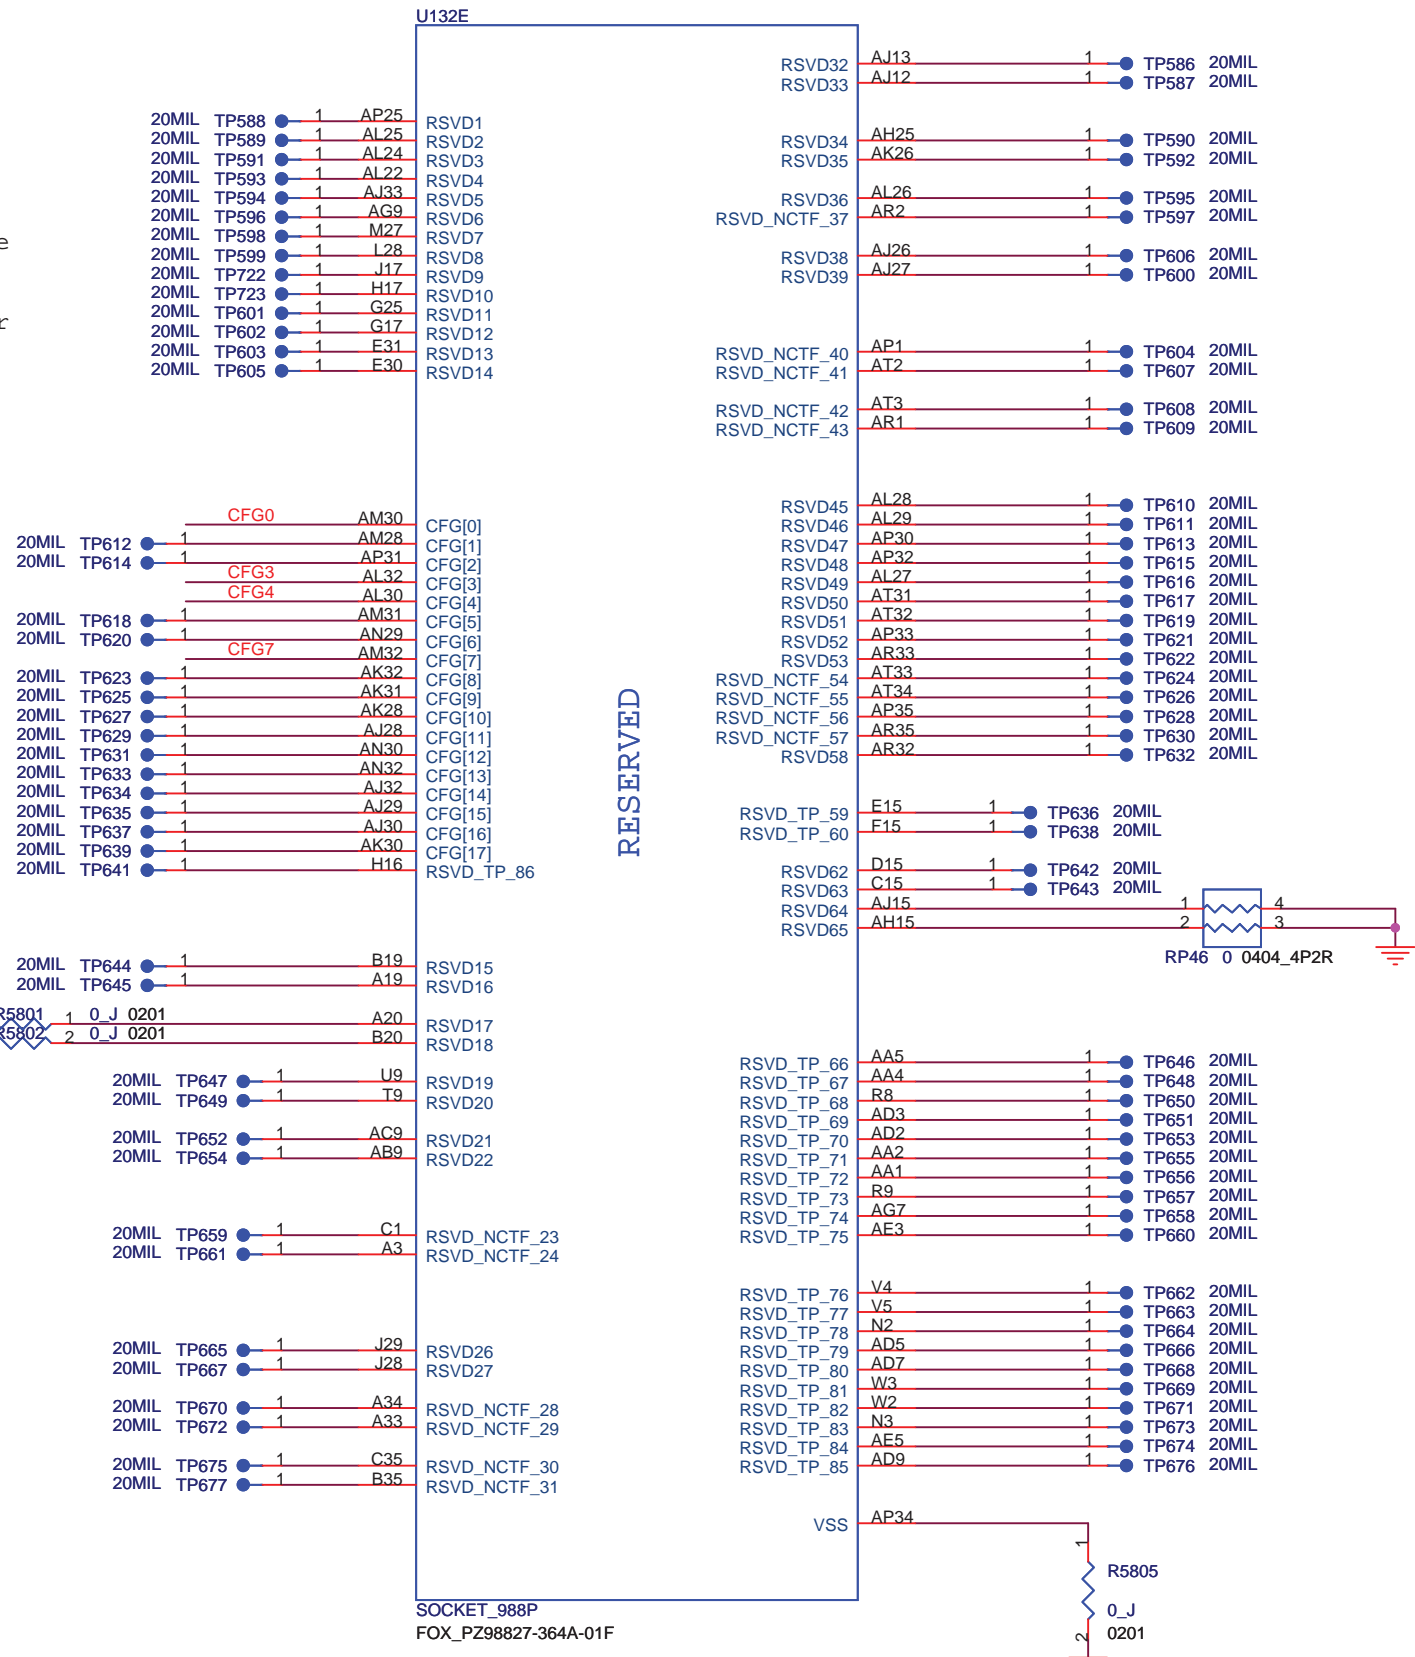 U132E
RSVD32 AJ13 1 TP586 20MIL
RSVD33 AJ12 1 TP587 20MIL
20MIL TP588 1 AP25 RSVD1
20MIL TP589 1 AL25 RSVD2 RSVD34 AH25 1 TP590 20MIL
20MIL TP591 1 AL24 RSVD3 RSVD35 AK26 1 TP592 20MIL
20MIL TP593 1 AL22 RSVD4
20MIL TP594 1 AJ33 RSVD5 RSVD36 AL26 1 TP595 20MIL
20MIL TP596 1 AG9 RSVD6 RSVD_NCTF_37 AR2 1 TP597 20MIL
e 20MIL TP598 1 M27 RSVD7
20MIL TP599 1 L28 RSVD8 RSVD38 AJ26 1 TP606 20MIL
20MIL TP722 1 J17 RSVD9 RSVD39 AJ27 1 TP600 20MIL
20MIL TP723 1 H17 RSVD10
20MIL TP601 1 G25 RSVD11
r 20MIL TP602 1 G17 RSVD12
20MIL TP603 1 E31 RSVD13 RSVD_NCTF_40 AP1 1 TP604 20MIL
20MIL TP605 1 E30 RSVD14 RSVD_NCTF_41 AT2 1 TP607 20MIL
RSVD_NCTF_42 AT3 1 TP608 20MIL
RSVD_NCTF_43 AR1 1 TP609 20MIL
RSVD45 AL28 1 TP610 20MIL
CFG0 AM30 CFG[0] RSVD46 AL29 1 TP611 20MIL
20MIL TP612 1 AM28 CFG[1] RSVD47 AP30 1 TP613 20MIL
20MIL TP614 1 AP31 CFG[2] RSVD48 AP32 1 TP615 20MIL
CFG3 AL32 CFG[3] RSVD49 AL27 1 TP616 20MIL
CFG4 AL30 CFG[4] RSVD50 AT31 1 TP617 20MIL
20MIL TP618 1 AM31 CFG[5] RSVD51 AT32 1 TP619 20MIL
20MIL TP620 1 AN29 CFG[6] RSVD52 AP33 1 TP621 20MIL
CFG7 AM32 CFG[7] RSVD53 AR33 1 TP622 20MIL
20MIL TP623 1 AK32 CFG[8] RSVD_NCTF_54 AT33 1 TP624 20MIL
20MIL TP625 1 AK31 CFG[9] RSVD_NCTF_55 AT34 1 TP626 20MIL
20MIL TP627 1 AK28 CFG[10] RSVD_NCTF_56 AP35 1 TP628 20MIL
20MIL TP629 1 AJ28 CFG[11] RSVD_NCTF_57 AR35 1 TP630 20MIL
20MIL TP631 1 AN30 CFG[12] RSVD58 AR32 1 TP632 20MIL
20MIL TP633 1 AN32 CFG[13]
RESERVED
20MIL TP634 1 AJ32 CFG[14]
20MIL TP635 1 AJ29 CFG[15] RSVD_TP_59 E15 1 TP636 20MIL
20MIL TP637 1 AJ30 CFG[16] RSVD_TP_60 F15 1 TP638 20MIL
20MIL TP639 1 AK30 CFG[17]
20MIL TP641 1 H16 RSVD_TP_86 RSVD62 D15 1 TP642 20MIL
RSVD63 C15 1 TP643 20MIL
RSVD64 AJ15 1 4
RSVD65 AH15 2 3
RP46 0 0404_4P2R
20MIL TP644 1 B19 RSVD15
20MIL TP645 1 A19 RSVD16
R5801 1 0_J 0201 A20 RSVD17
R5802 2 0_J 0201 B20 RSVD18
RSVD_TP_66 AA5 1 TP646 20MIL
20MIL TP647 1 U9 RSVD19 RSVD_TP_67 AA4 1 TP648 20MIL
20MIL TP649 1 T9 RSVD20 RSVD_TP_68 R8 1 TP650 20MIL
RSVD_TP_69 AD3 1 TP651 20MIL
20MIL TP652 1 AC9 RSVD21 RSVD_TP_70 AD2 1 TP653 20MIL
20MIL TP654 1 AB9 RSVD22 RSVD_TP_71 AA2 1 TP655 20MIL
RSVD_TP_72 AA1 1 TP656 20MIL
RSVD_TP_73 R9 1 TP657 20MIL
RSVD_TP_74 AG7 1 TP658 20MIL
20MIL TP659 1 C1 RSVD_NCTF_23 RSVD_TP_75 AE3 1 TP660 20MIL
20MIL TP661 1 A3 RSVD_NCTF_24
RSVD_TP_76 V4 1 TP662 20MIL
RSVD_TP_77 V5 1 TP663 20MIL
RSVD_TP_78 N2 1 TP664 20MIL
20MIL TP665 1 J29 RSVD26 RSVD_TP_79 AD5 1 TP666 20MIL
20MIL TP667 1 J28 RSVD27 RSVD_TP_80 AD7 1 TP668 20MIL
RSVD_TP_81 W3 1 TP669 20MIL
20MIL TP670 1 A34 RSVD_NCTF_28 RSVD_TP_82 W2 1 TP671 20MIL
20MIL TP672 1 A33 RSVD_NCTF_29 RSVD_TP_83 N3 1 TP673 20MIL
RSVD_TP_84 AE5 1 TP674 20MIL
20MIL TP675 1 C35 RSVD_NCTF_30 RSVD_TP_85 AD9 1 TP676 20MIL
20MIL TP677 1 B35 RSVD_NCTF_31
VSS AP34
1
R5805
0_J
2 0201
SOCKET_988P
FOX_PZ98827-364A-01F